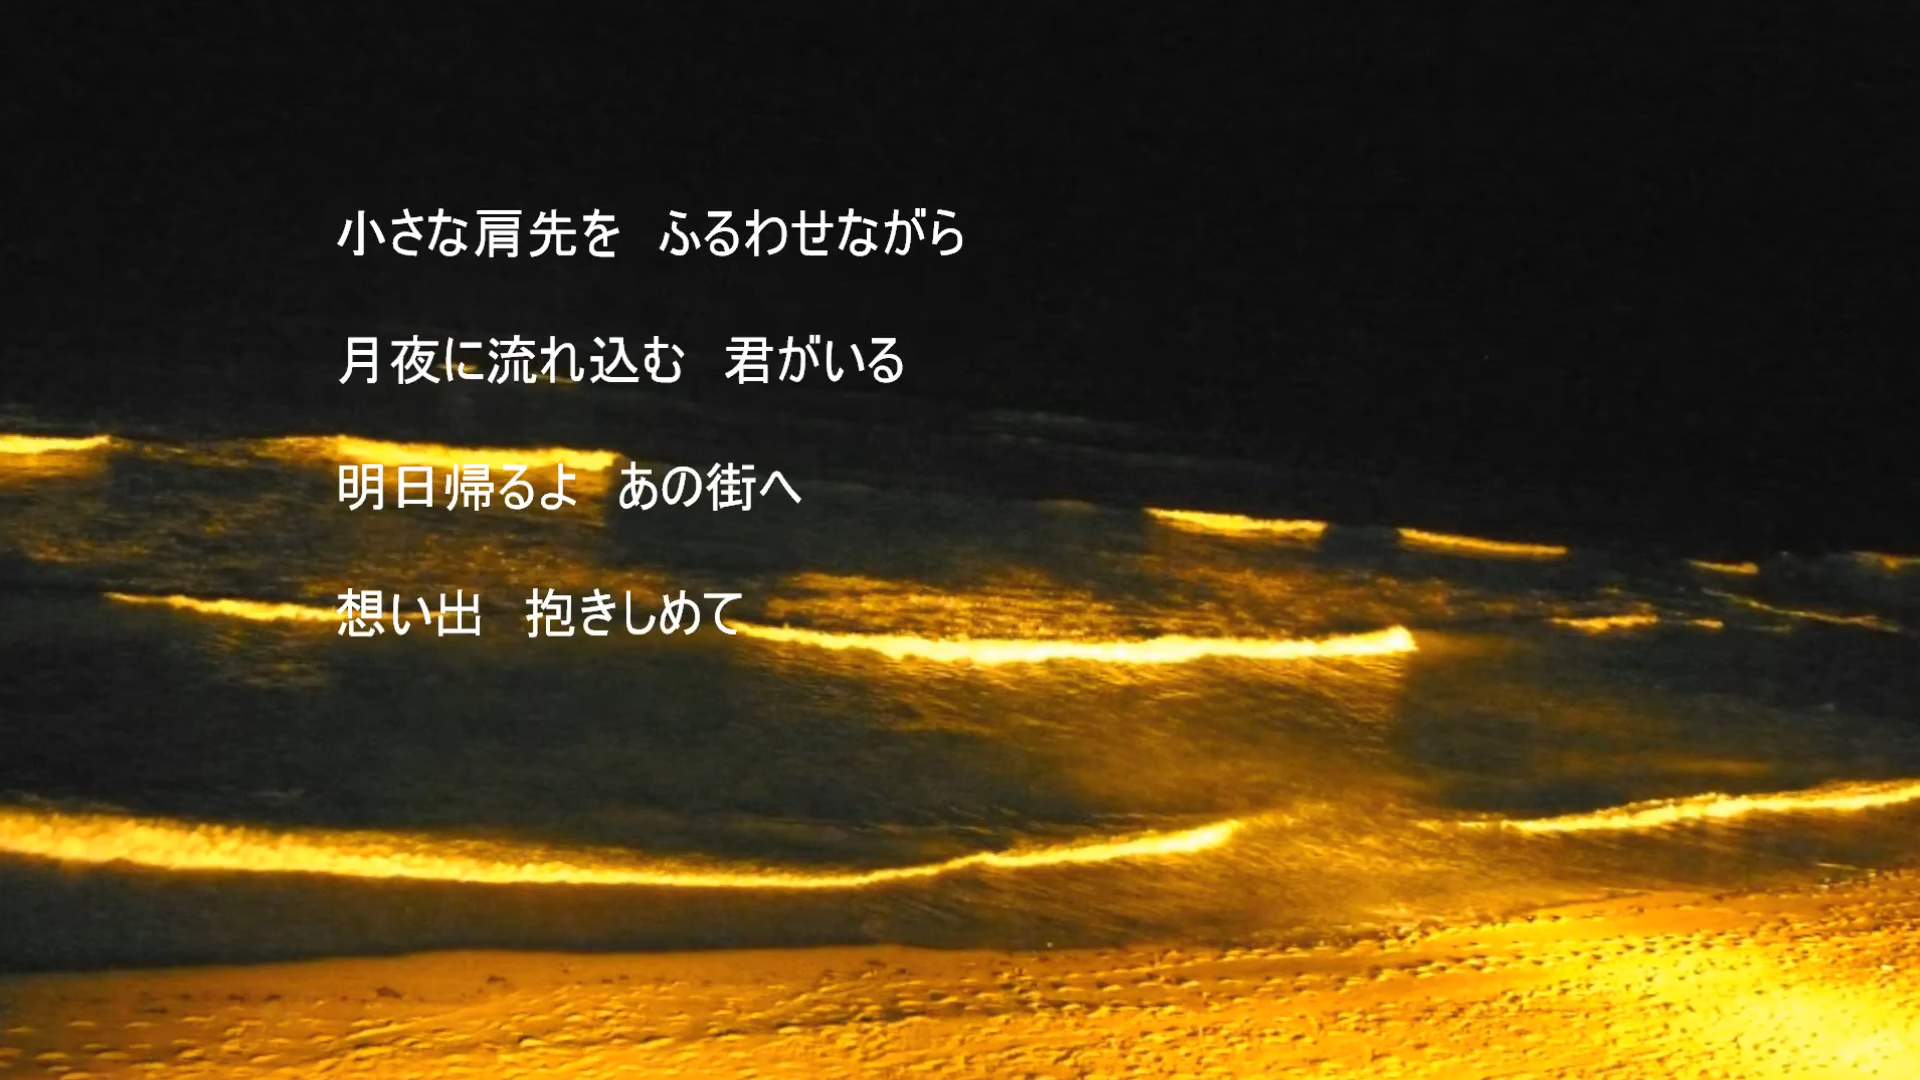 小さな肩先を　ふるわせながら
月夜に流れ込む　君がいる
明日帰るよ　あの街へ
想い出　抱きしめて